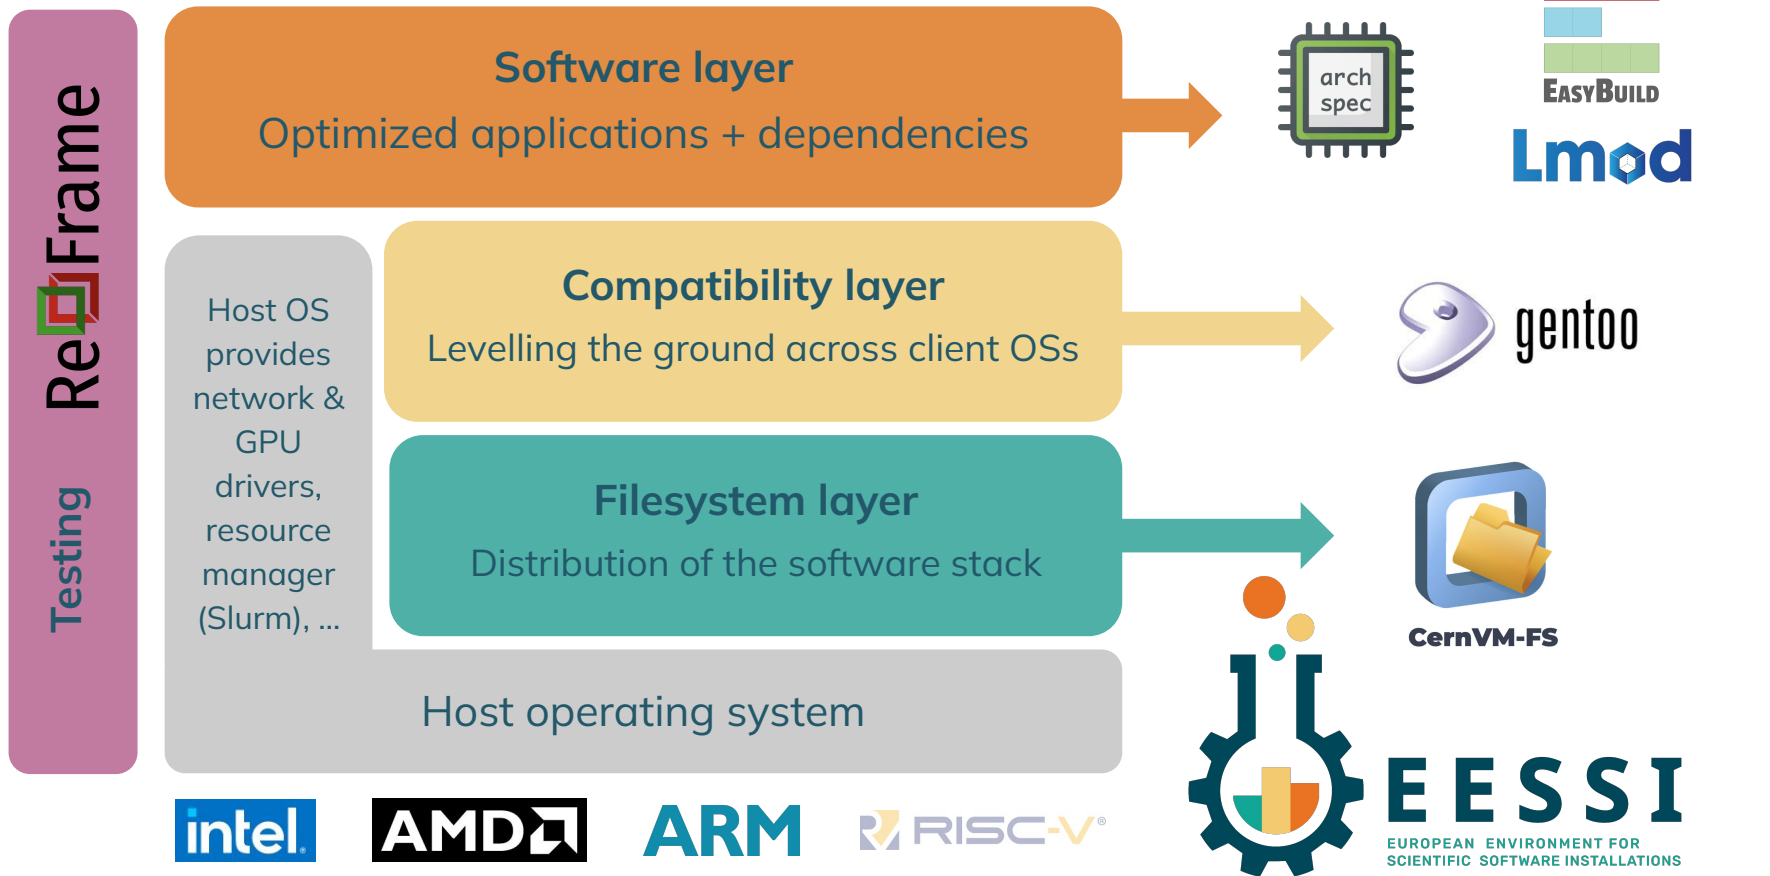 ReFrame
Testing
Software layer
Optimized applications + dependencies
arch
spec
EASYBUILD
Lmod
Host OS
provides
network &
GPU
drivers,
resource
manager
(Slurm), ...
Compatibility layer
Levelling the ground across client OSs
gentoo
Filesystem layer
Distribution of the software stack
CernVM-FS
Host operating system
intel.
AMD
ARM
RISC-V®
EESSI
EUROPEAN ENVIRONMENT FOR
SCIENTIFIC SOFTWARE INSTALLATIONS